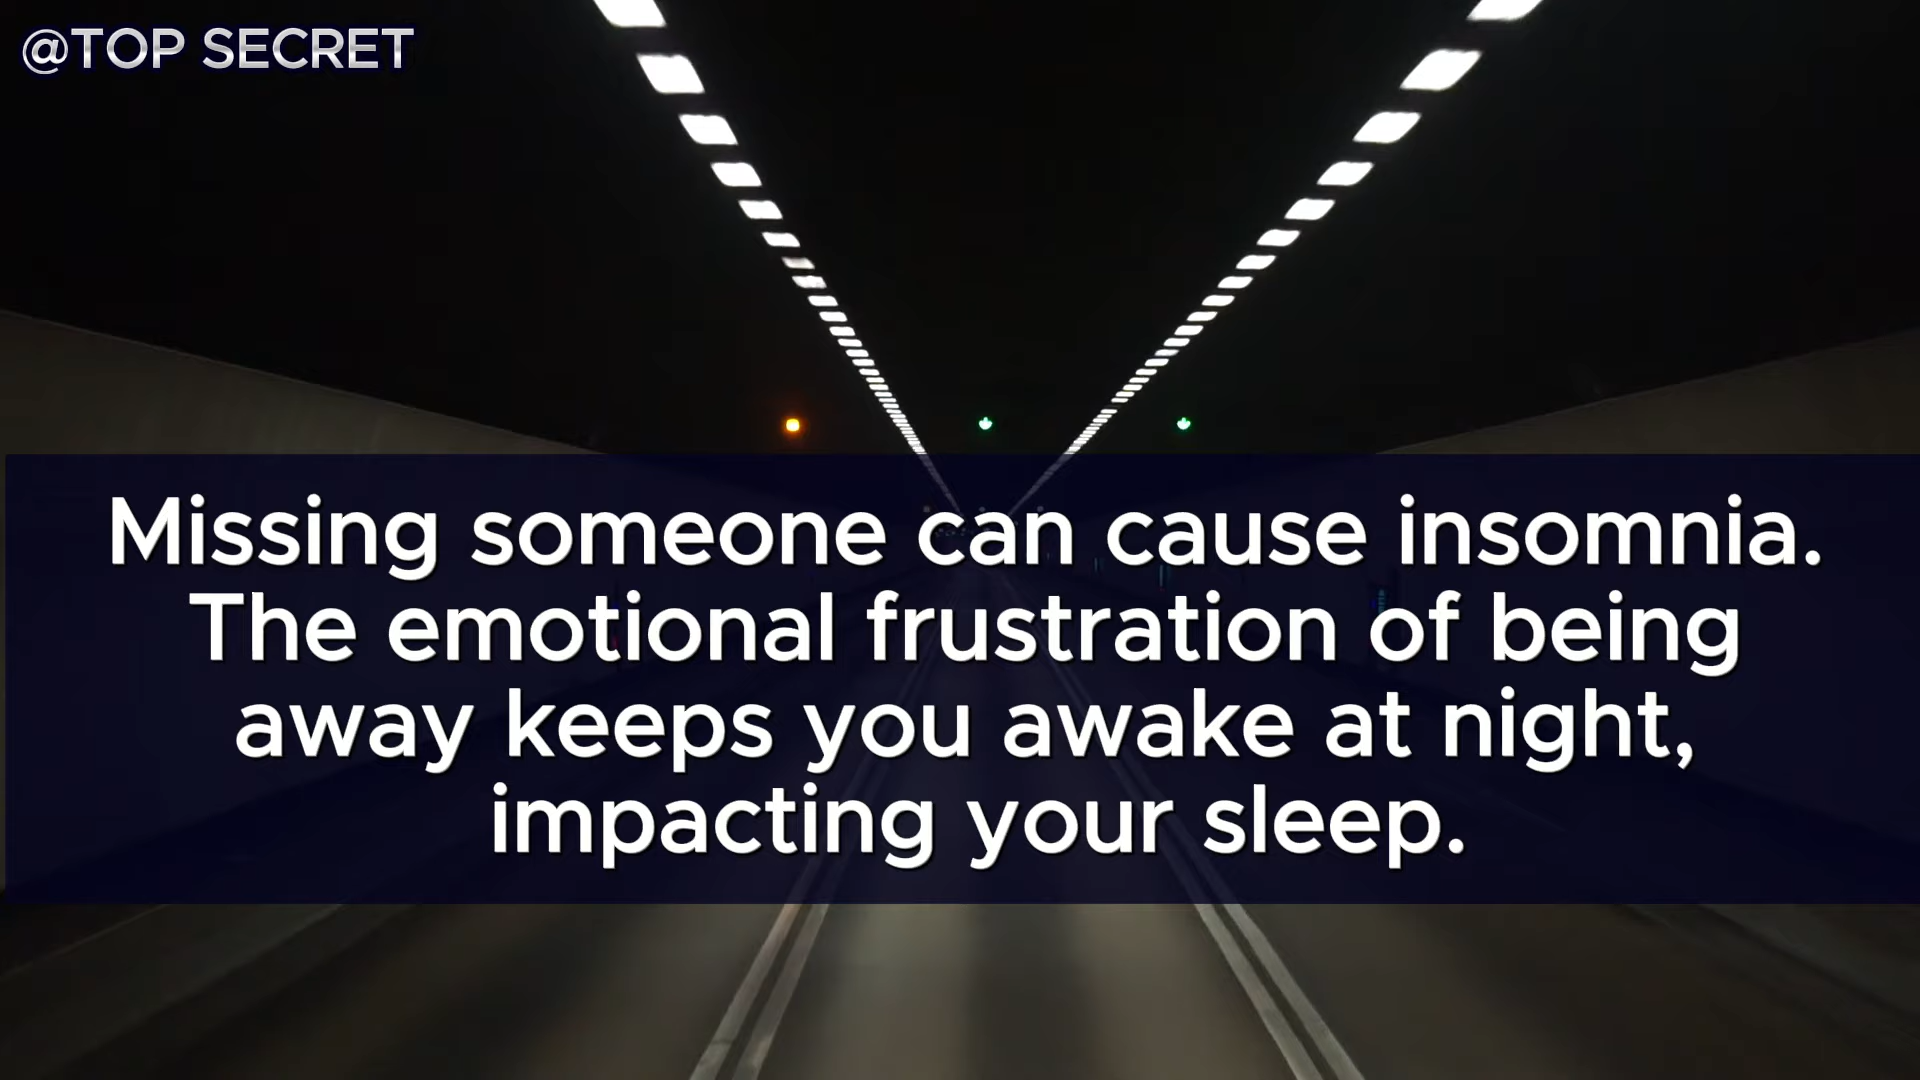 @TOP SECRET
Missing someone can cause insomnia.
The emotional frustration of being
away keeps you awake at night,
impacting your sleep.